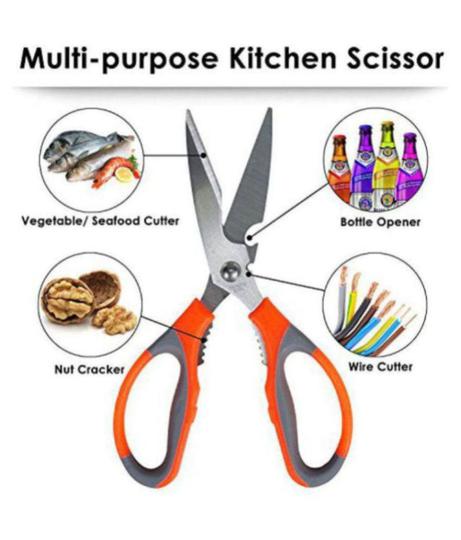 Multi-purpose Kitchen Scissor
Vegetable/ Seafood Cutter
Bottle Opener
Nut Cracker
Wire Cutter